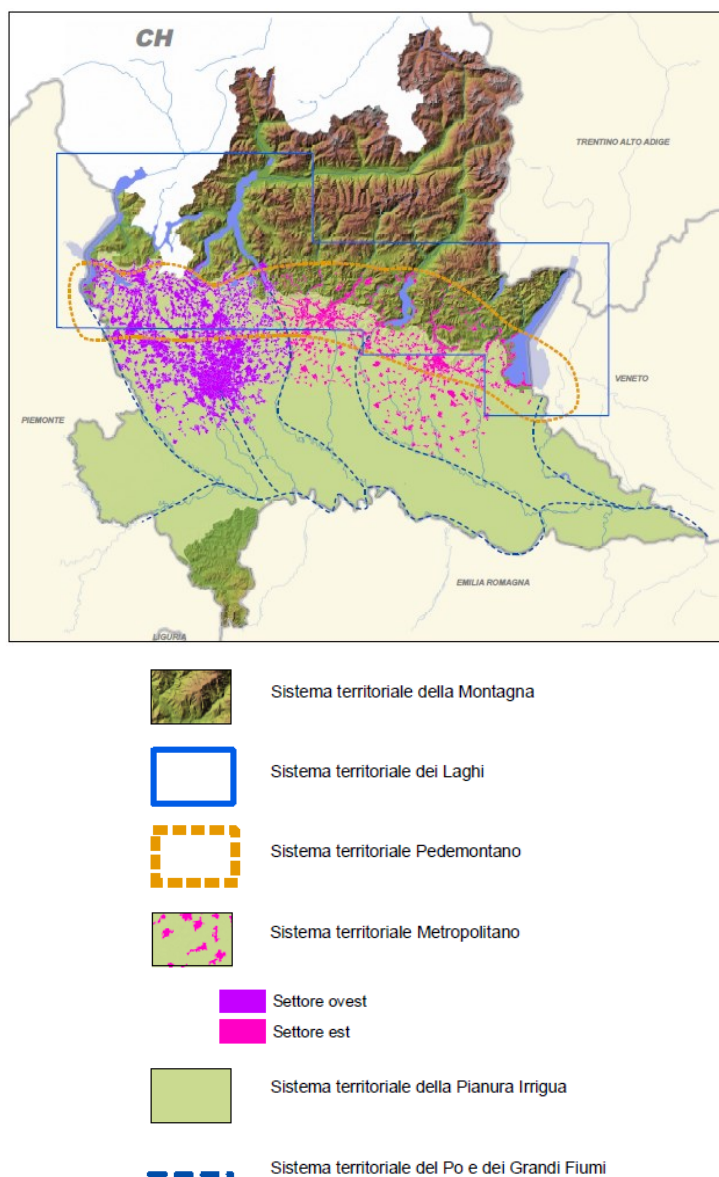 CH
TRENTINO ALTO ADIGE
VENETO
PIEMONTE
EMILIA ROMAGNA
LIGURIA
Sistema territoriale della Montagna
Sistema territoriale dei Laghi
Sistema territoriale Pedemontano
Sistema territoriale Metropolitano
Settore ovest
Settore est
Sistema territoriale della Pianura Irrigua
Sistema territoriale del Po e dei Grandi Fiumi